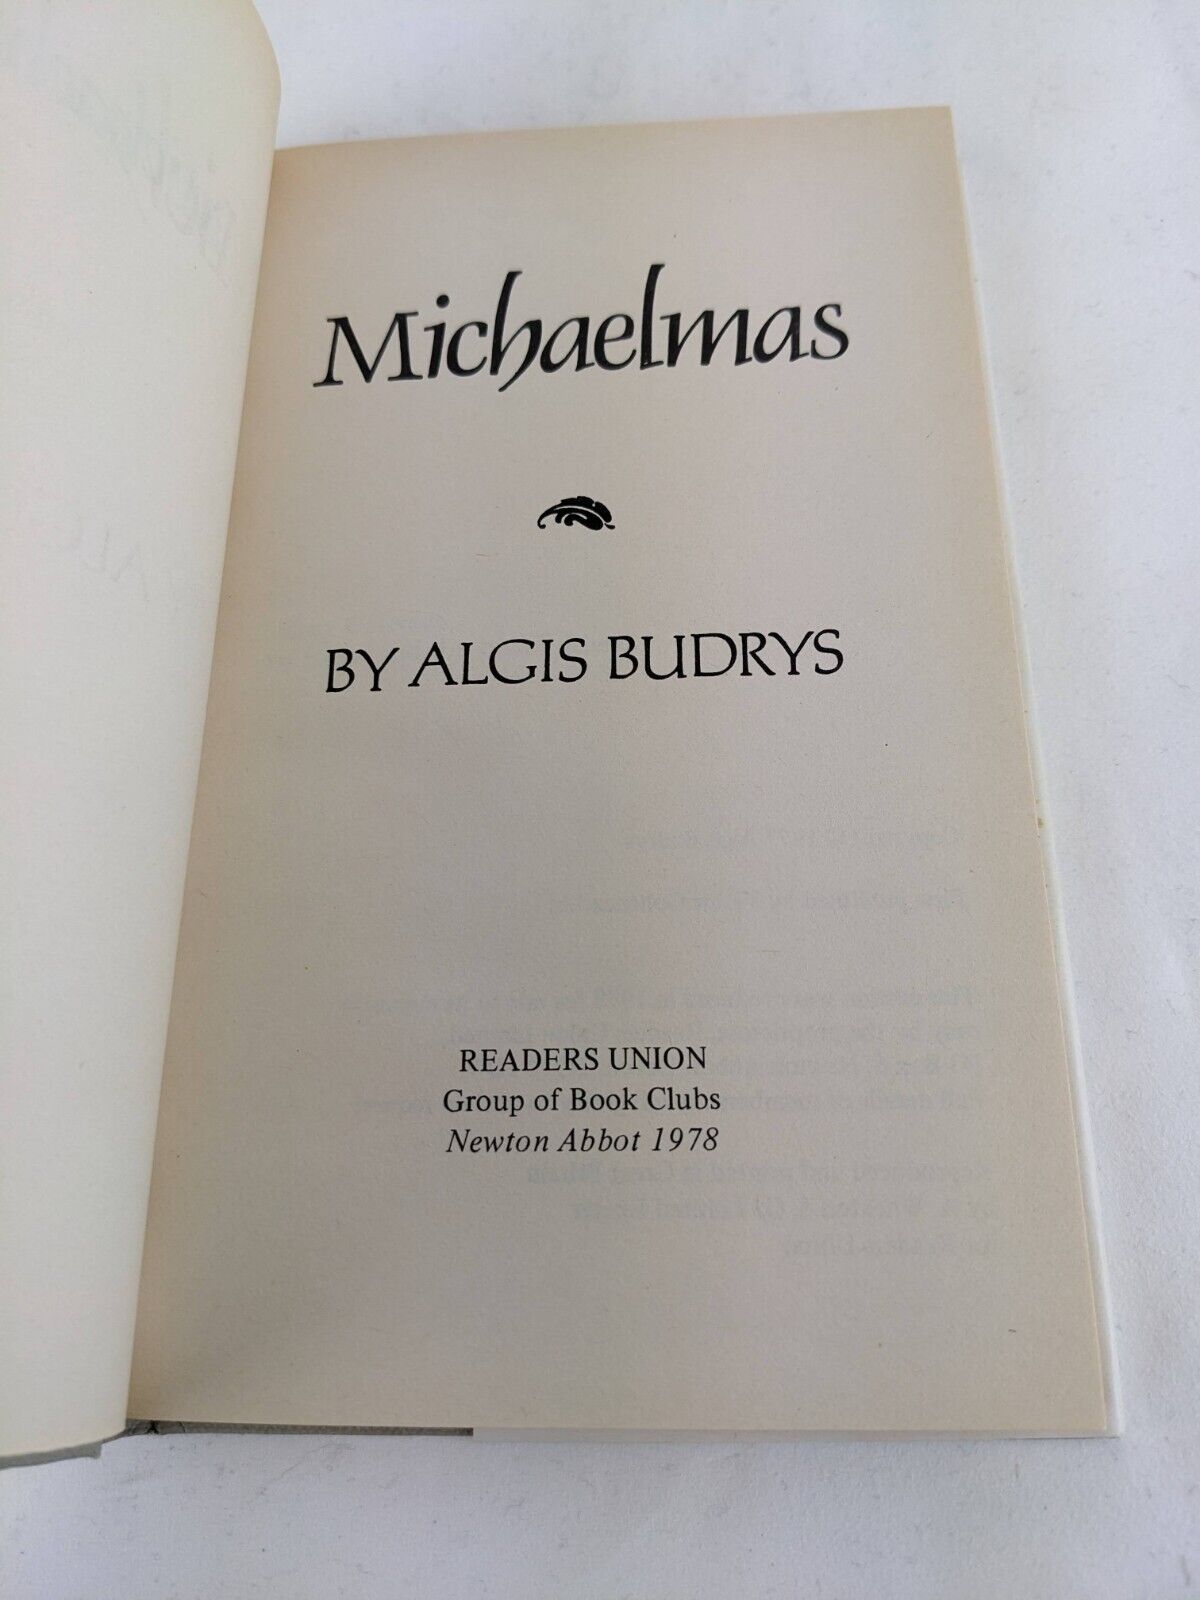 Michaelmas
BY ALGIS BUDRYS
READERS UNION
Group of Book Clubs
Newton Abbot 1978